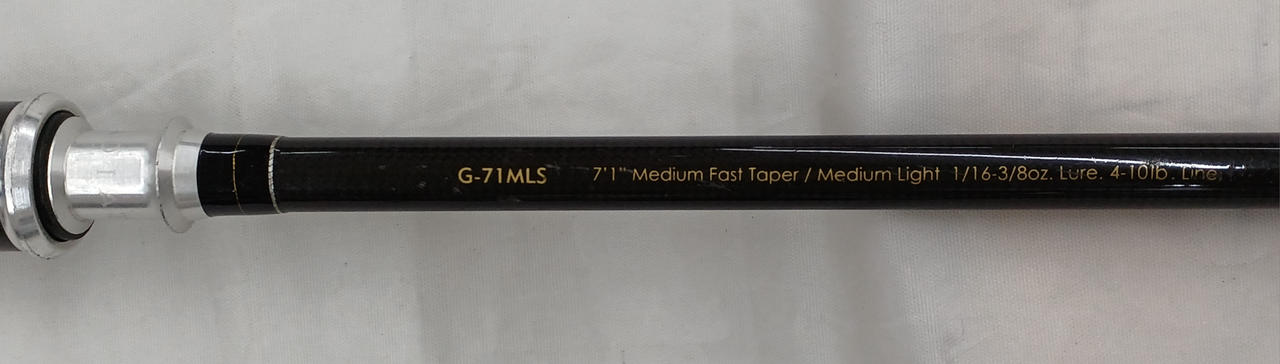 G-71MLS 7'1" Medium Fast Taper / Medium Light 1/16-3/8oz. Lure. 4-10lb. Line.